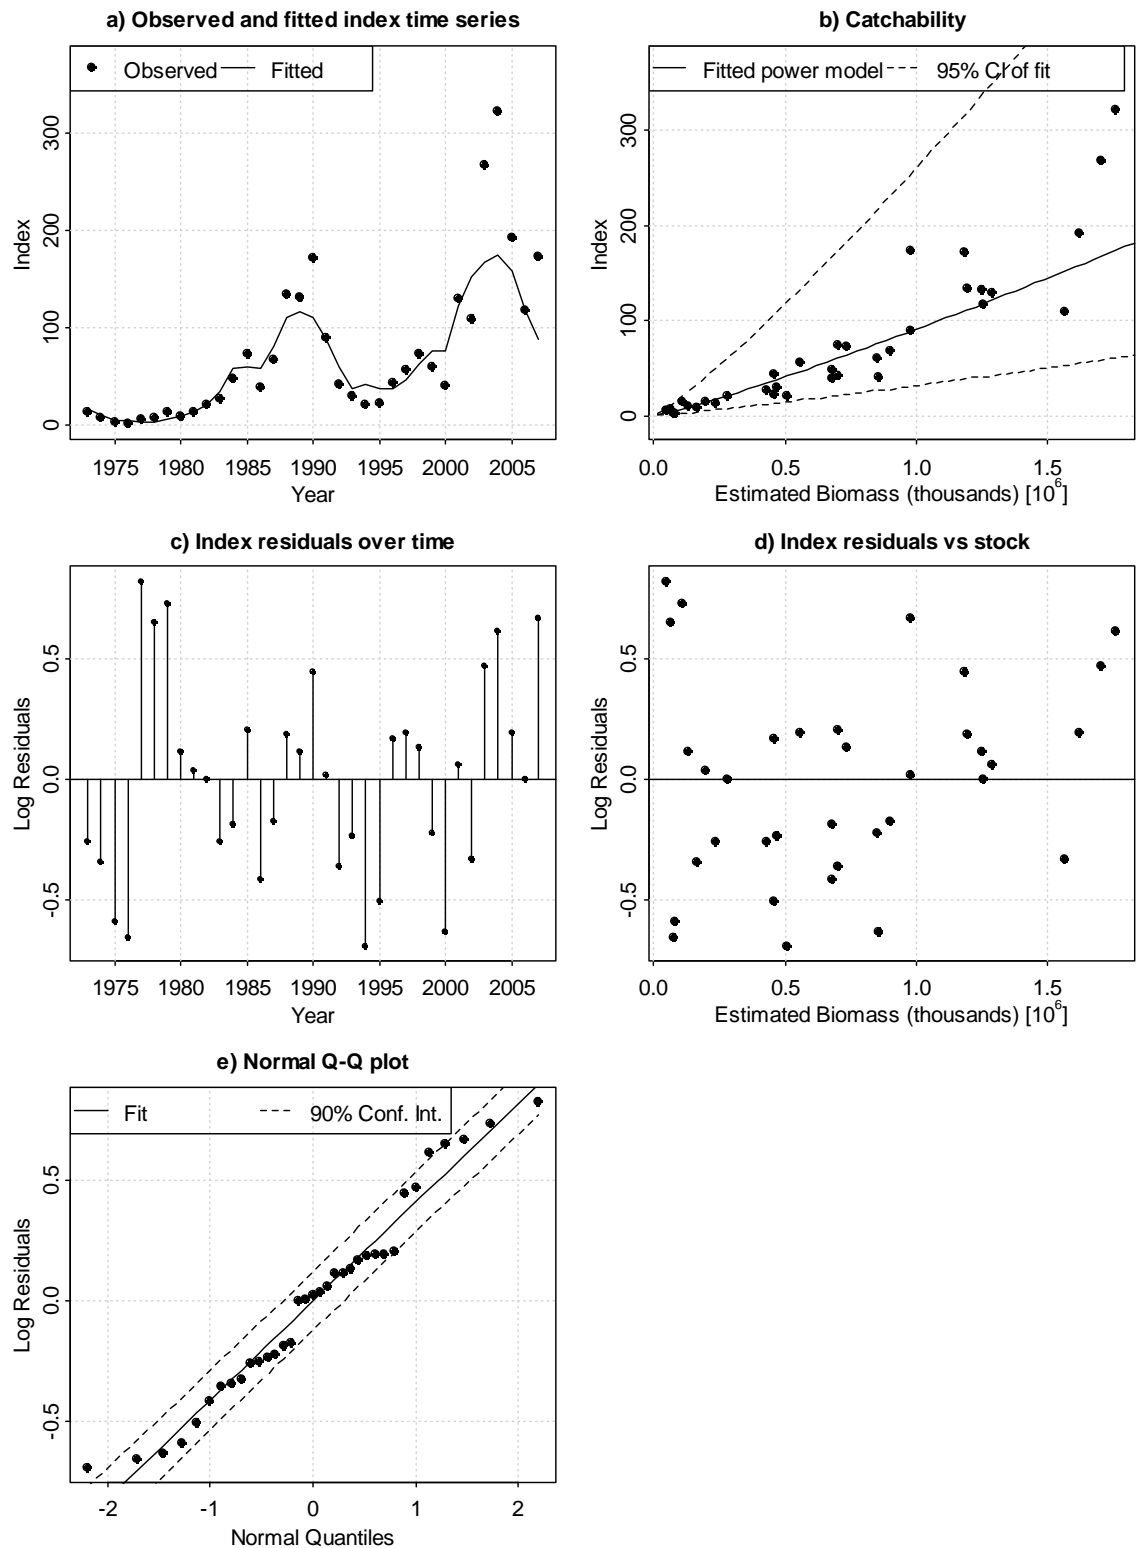 a) Observed and fitted index time series
Observed Fitted
Index
0 100 200 300
1975 1980 1985 1990 1995 2000 2005
Year
b) Catchability
Fitted power model 95% CI of fit
Index
0 100 200 300
0.0 0.5 1.0 1.5
Estimated Biomass (thousands) [10⁶]
c) Index residuals over time
Log Residuals
-0.5 0.0 0.5
1975 1980 1985 1990 1995 2000 2005
Year
d) Index residuals vs stock
Log Residuals
-0.5 0.0 0.5
0.0 0.5 1.0 1.5
Estimated Biomass (thousands) [10⁶]
e) Normal Q-Q plot
Fit 90% Conf. Int.
Log Residuals
-0.5 0.0 0.5
-2 -1 0 1 2
Normal Quantiles